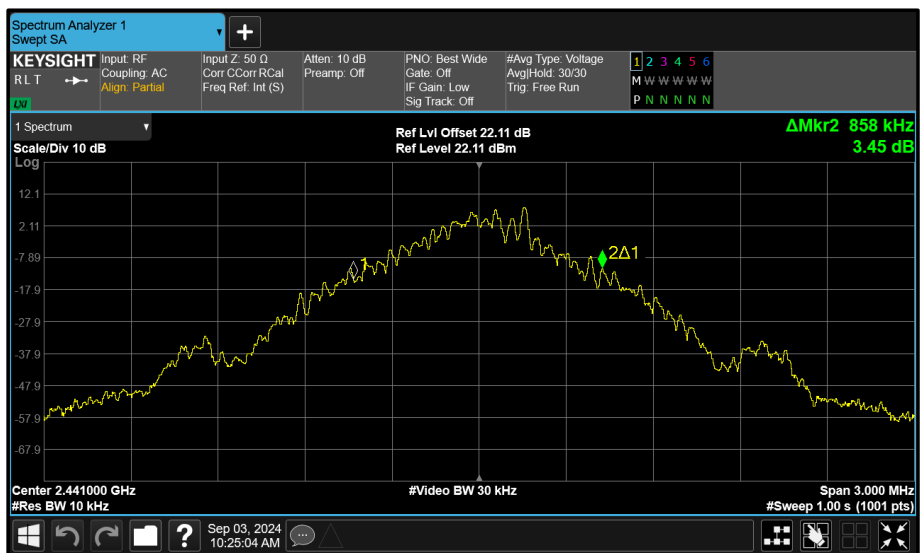 Spectrum Analyzer 1
Swept SA
+
KEYSIGHT
R L T
LXI
Input: RF
Coupling: AC
Align: Partial
Input Z: 50 Ω
Corr CCorr RCal
Freq Ref: Int (S)
Atten: 10 dB
Preamp: Off
PNO: Best Wide
Gate: Off
IF Gain: Low
Sig Track: Off
#Avg Type: Voltage
Avg|Hold: 30/30
Trig: Free Run
1 2 3 4 5 6
M W W W W W
P N N N N N
1 Spectrum
Scale/Div 10 dB
Ref Lvl Offset 22.11 dB
Ref Level 22.11 dBm
ΔMkr2 858 kHz
3.45 dB
Log
12.1
2.11
-7.89
-17.9
-27.9
-37.9
-47.9
-57.9
-67.9
1
2Δ1
Center 2.441000 GHz
#Res BW 10 kHz
#Video BW 30 kHz
Span 3.000 MHz
#Sweep 1.00 s (1001 pts)
?
Sep 03, 2024
10:25:04 AM